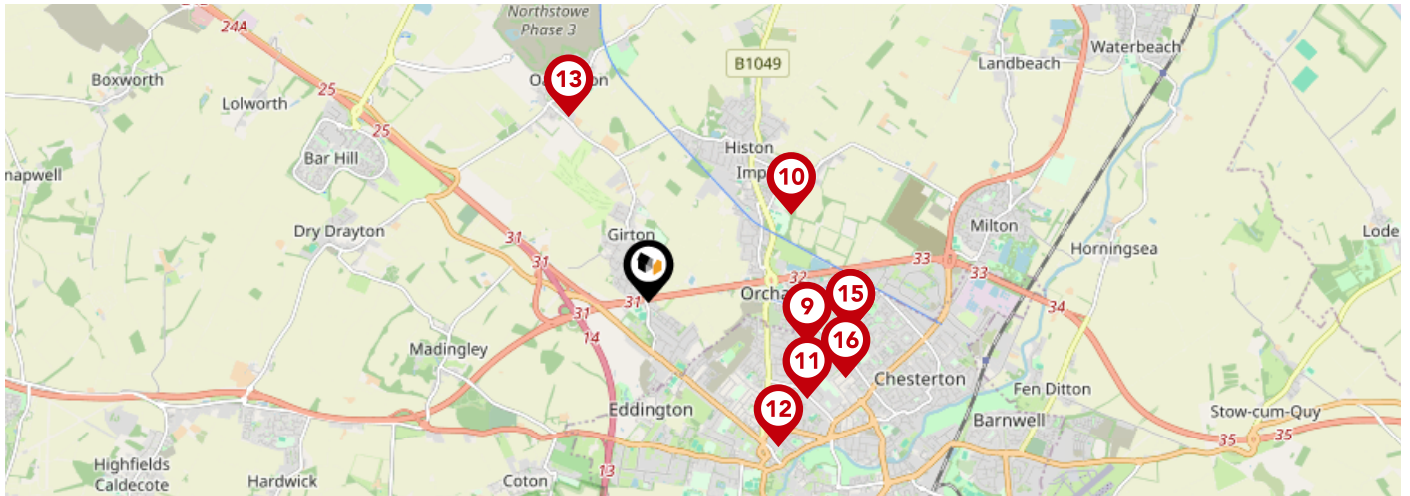 Northstowe
Phase 3
24A
Waterbeach
B1049
Landbeach
Boxworth
13
25
Lolworth
25
Histon
Bar Hill
10
Milton
Dry Drayton
31
Girton
Horningsea
Lode
31
33
32
33
31
15
9
34
31
14
16
Madingley
11
Chesterton
Fen Ditton
Eddington
12
Stow-cum-Quy
Barnwell
35
35
Highfields
Caldecote
13
Hardwick
Coton